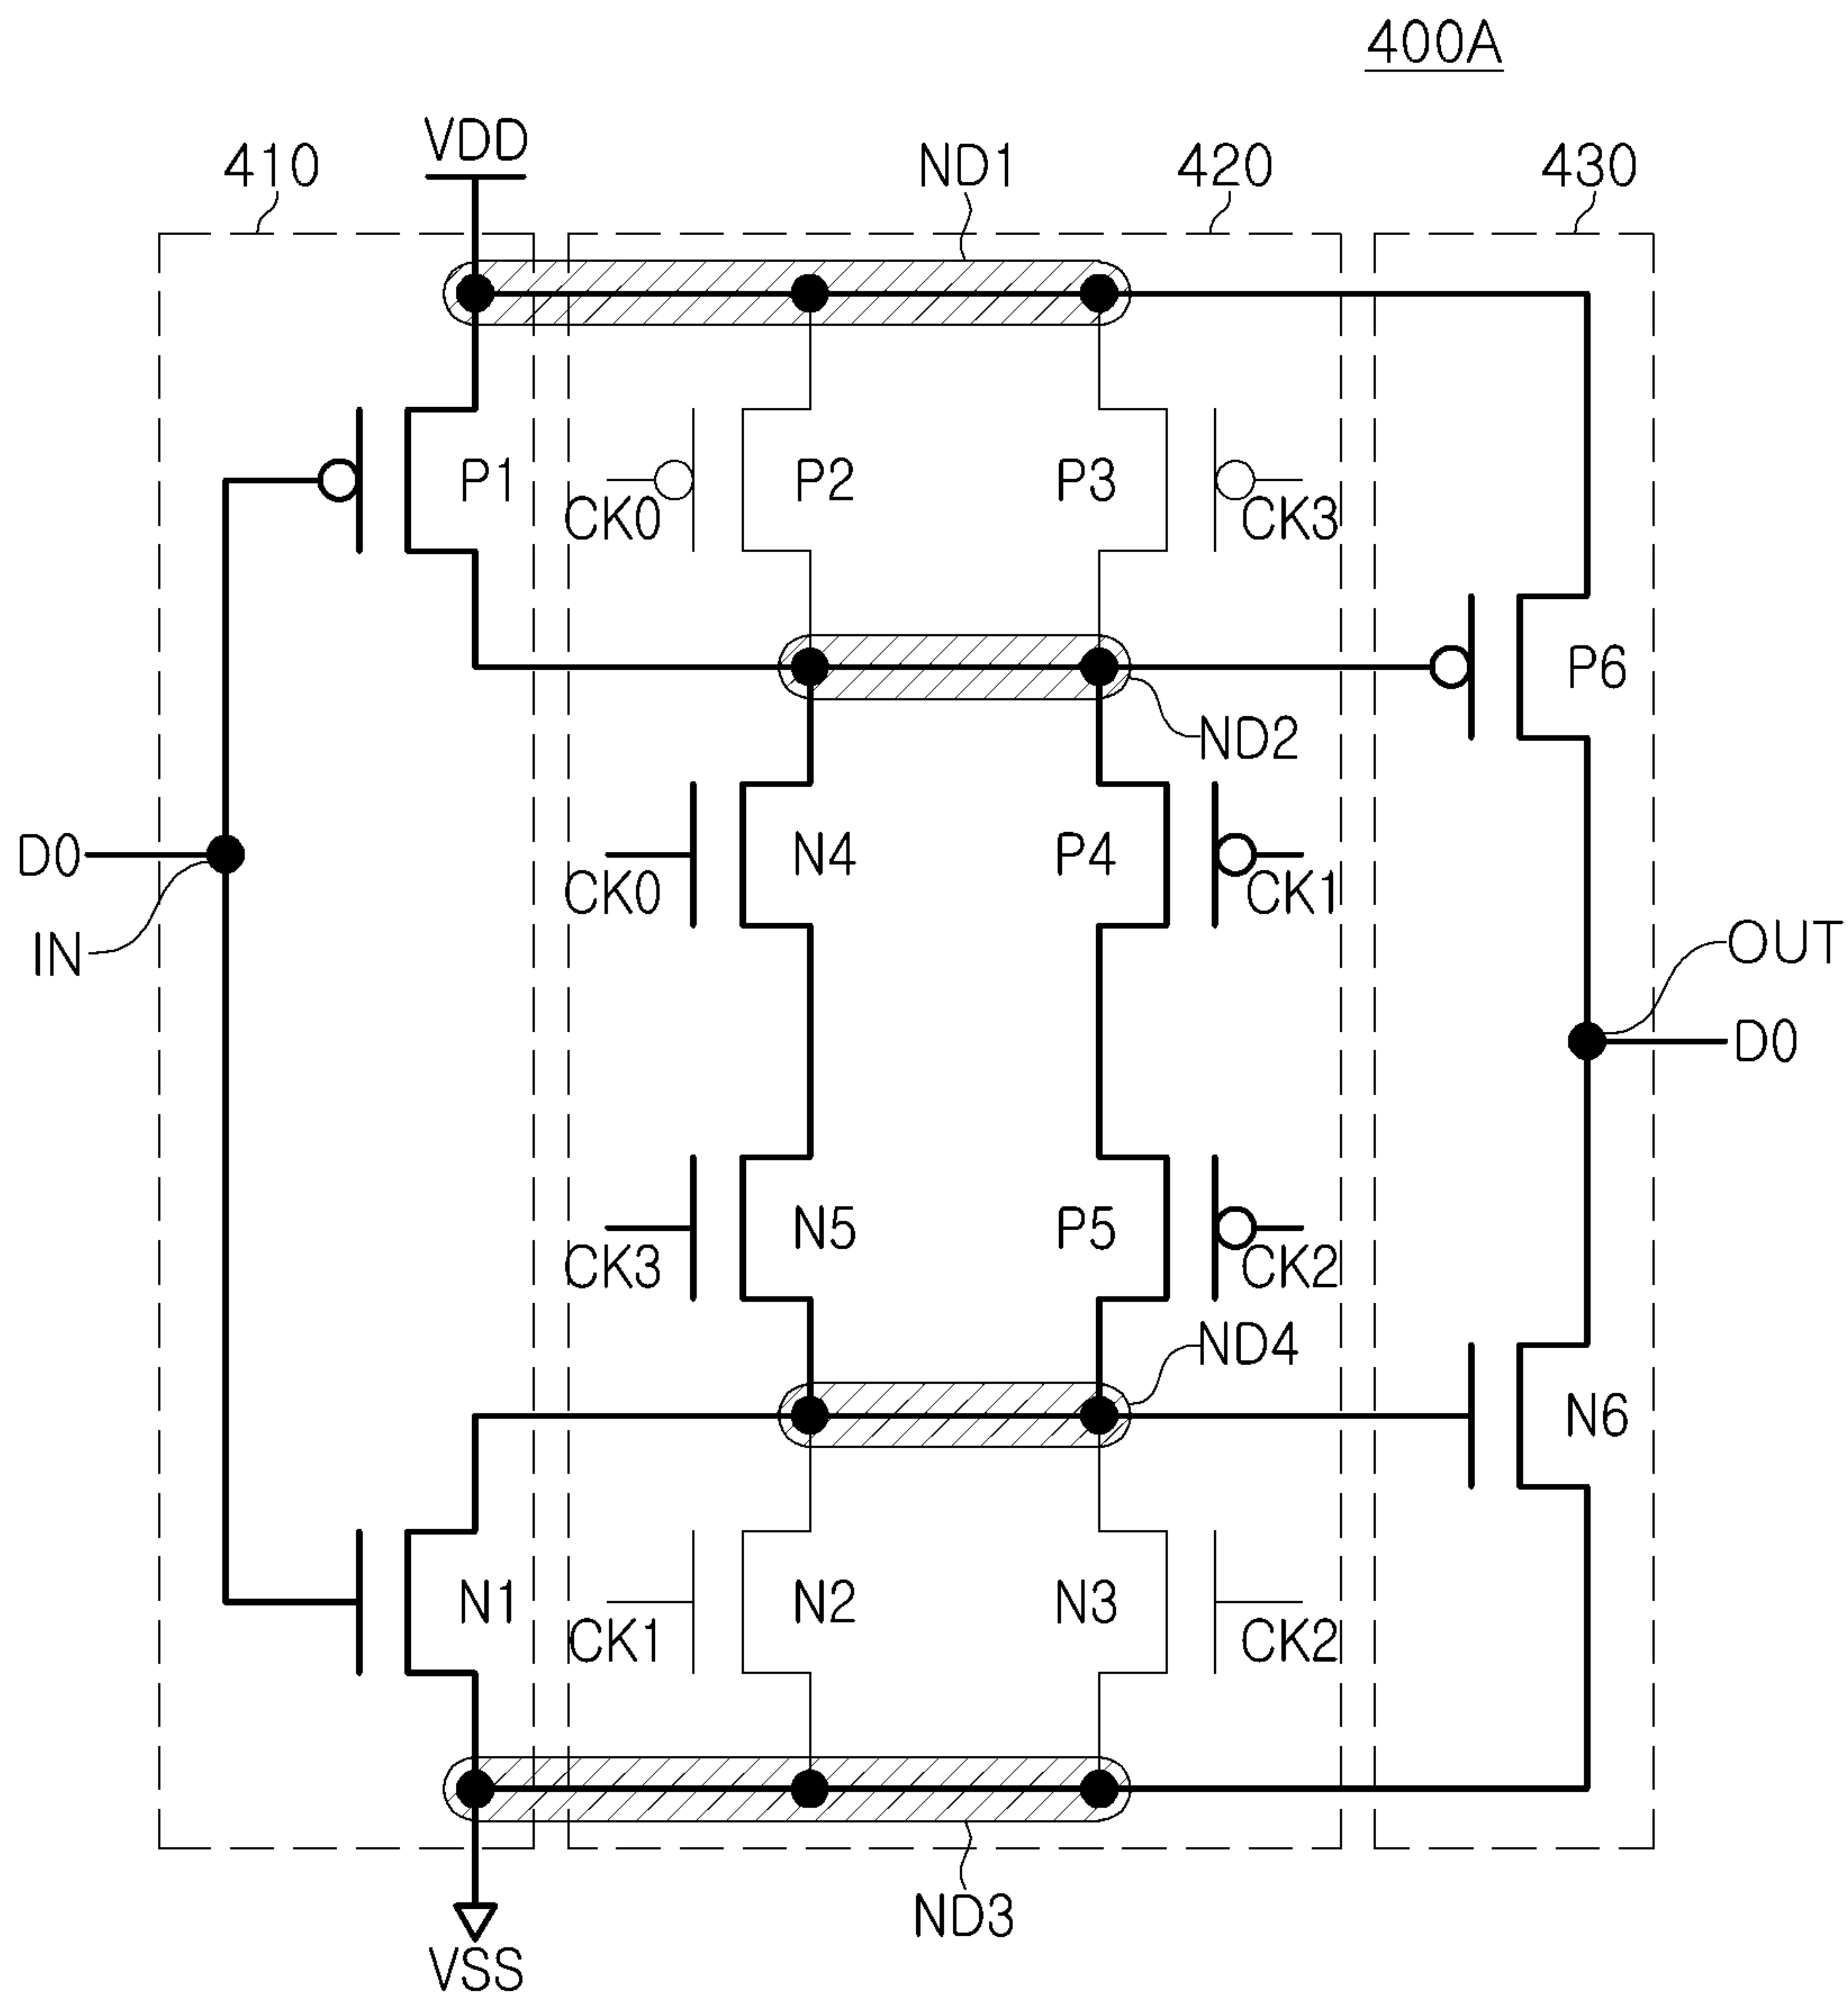 400A
VDD
410
ND1
420
430
P1
CK0
P2
P3
CK3
P6
ND2
D0
N4
P4
CK0
CK1
IN
OUT
D0
N5
P5
CK3
CK2
ND4
N6
N1
N2
N3
CK1
CK2
ND3
VSS